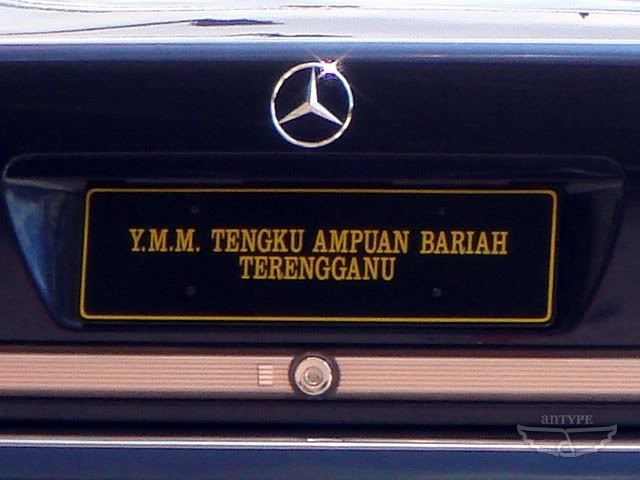 Y.M.M. TENGKU AMPUAN BARIAH
TERENGGANU
anTYPE